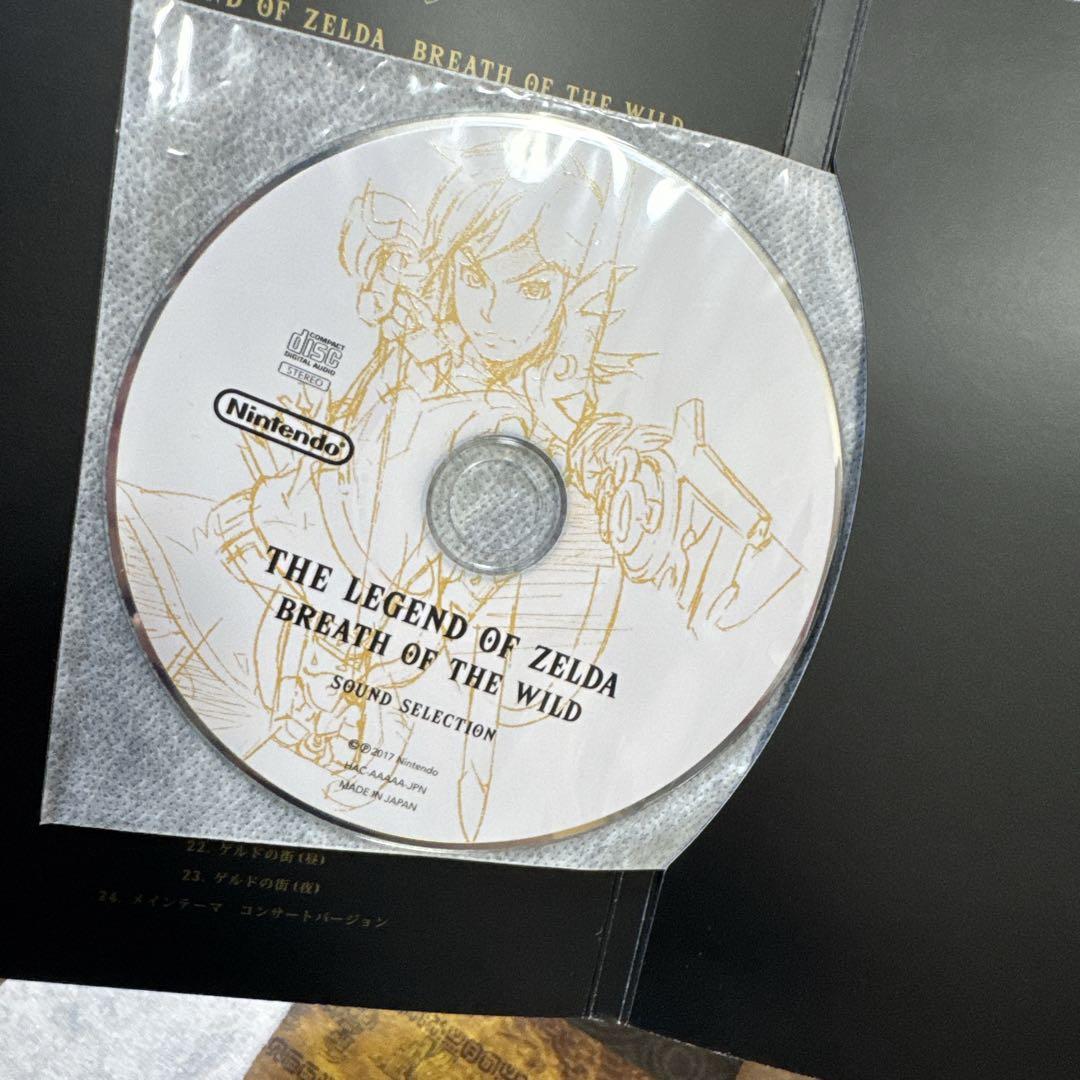 END OF ZELDA BREATH OF THE WILD
COMPACT
disc
DIGITAL AUDIO
STEREO
Nintendo®
THE LEGEND OF ZELDA
BREATH OF THE WILD
SOUND SELECTION
©℗2017 Nintendo
HAC-AAAAA-JPN
MADE IN JAPAN
22. ゲルドの街(昼)
23. ゲルドの街(夜)
24. メインテーマ コンサートバージョン